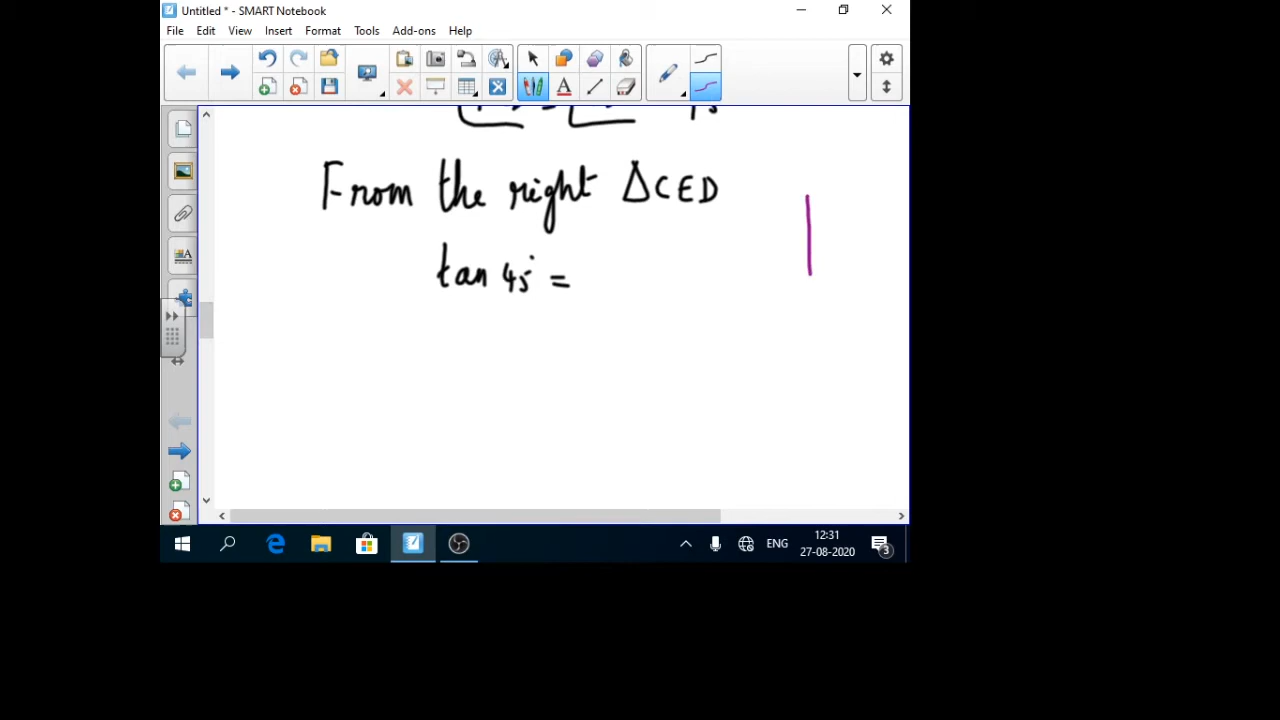 Untitled * - SMART Notebook
File Edit View Insert Format Tools Add-ons Help
From the right ΔCED
tan 45° =
ENG
12:31
27-08-2020
3